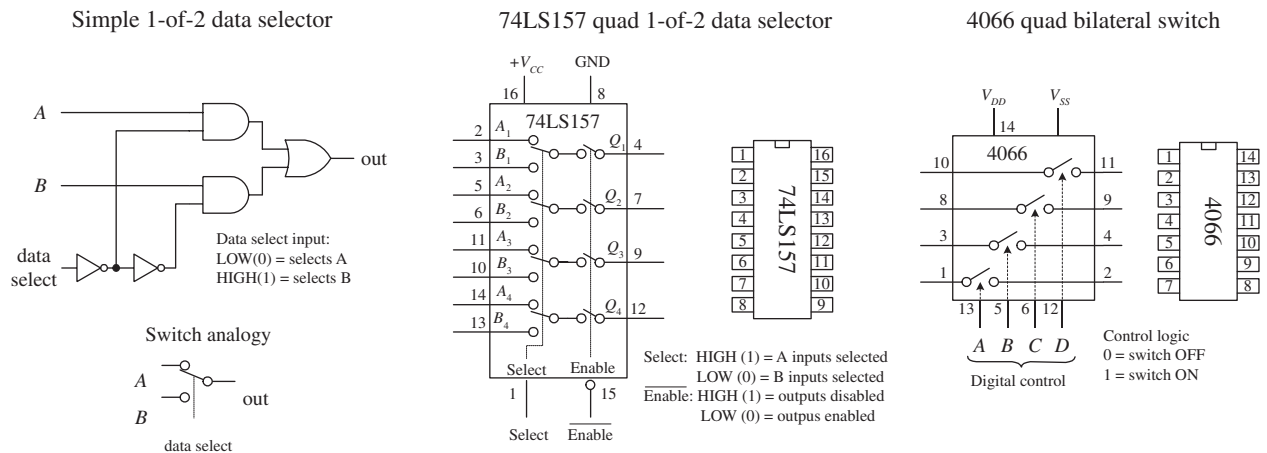 Simple 1-of-2 data selector
A
B
out
data
select
Data select input:
LOW(0) = selects A
HIGH(1) = selects B
Switch analogy
A
B
out
data select
74LS157 quad 1-of-2 data selector
+VCC GND
16 8
74LS157
2 A1 Q1 4
3 B1
5 A2 Q2 7
6 B2
11 A3 Q3 9
10 B3
14 A4 Q4 12
13 B4
Select Enable
1 15
Select Enable
1 16
2 15
3 14
4 13
5 12
6 11
7 10
8 9
74LS157
Select: HIGH (1) = A inputs selected
LOW (0) = B inputs selected
Enable: HIGH (1) = outputs disabled
LOW (0) = outpus enabled
4066 quad bilateral switch
VDD VSS
14
4066
10 11
8 9
3 4
1 2
13 5 6 12
A B C D
Digital control
1 14
2 13
3 12
4 11
5 10
6 9
7 8
4066
Control logic
0 = switch OFF
1 = switch ON